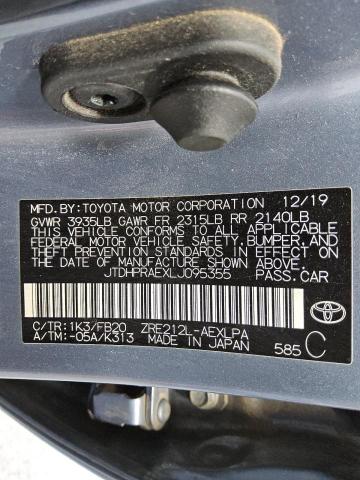 MFD. BY: TOYOTA MOTOR CORPORATION 12/19
GVWR 3935LB GAWR FR 2315LB RR 2140LB
THIS VEHICLE CONFORMS TO ALL APPLICABLE
FEDERAL MOTOR VEHICLE SAFETY, BUMPER, AND
THEFT PREVENTION STANDARDS IN EFFECT ON
THE DATE OF MANUFACTURE SHOWN ABOVE.
JTDHPRAEXLJ095355 PASS. CAR
C/TR: 1K3/FB20 ZRE212L-AEXLPA
A/TM: -05A/K313 MADE IN JAPAN
585 C
TOYOTA